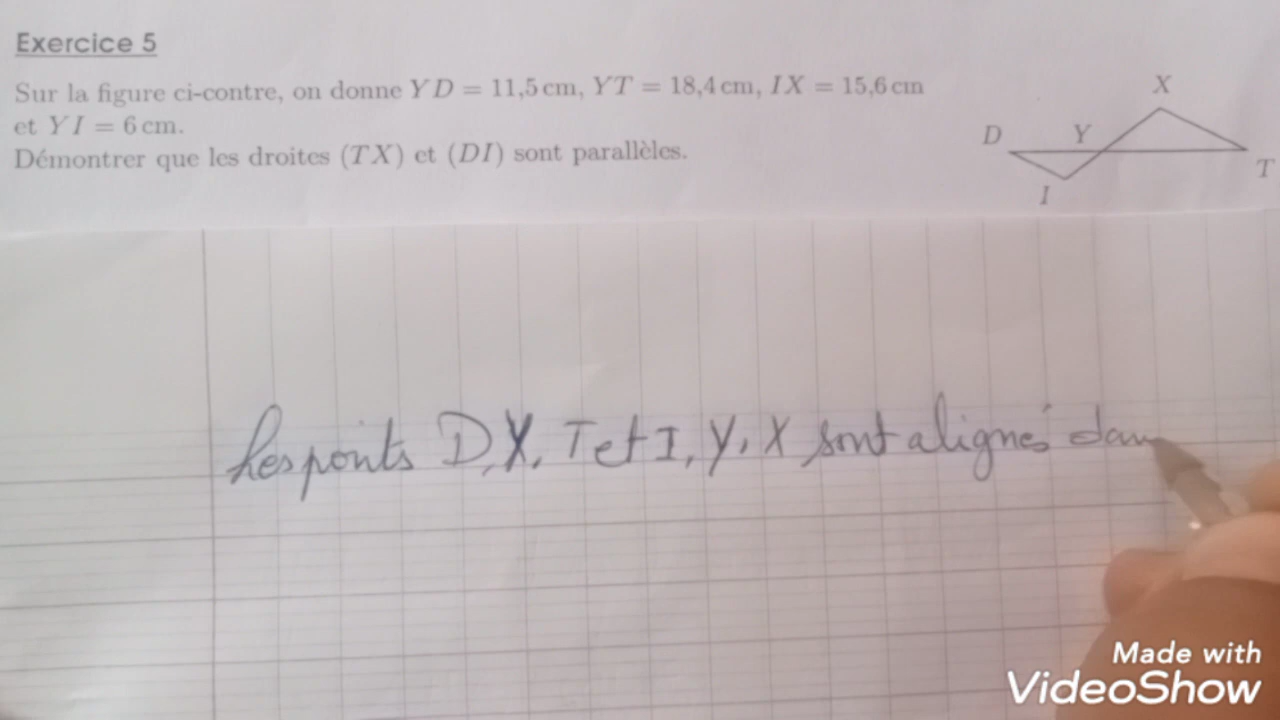 Exercice 5
Sur la figure ci-contre, on donne YD = 11,5 cm, YT = 18,4 cm, IX = 15,6 cm
et YI = 6 cm.
Démontrer que les droites (TX) et (DI) sont parallèles.
X
D
Y
T
I
Les points D, Y, T et I, Y, X sont alignés dans
Made with
VideoShow